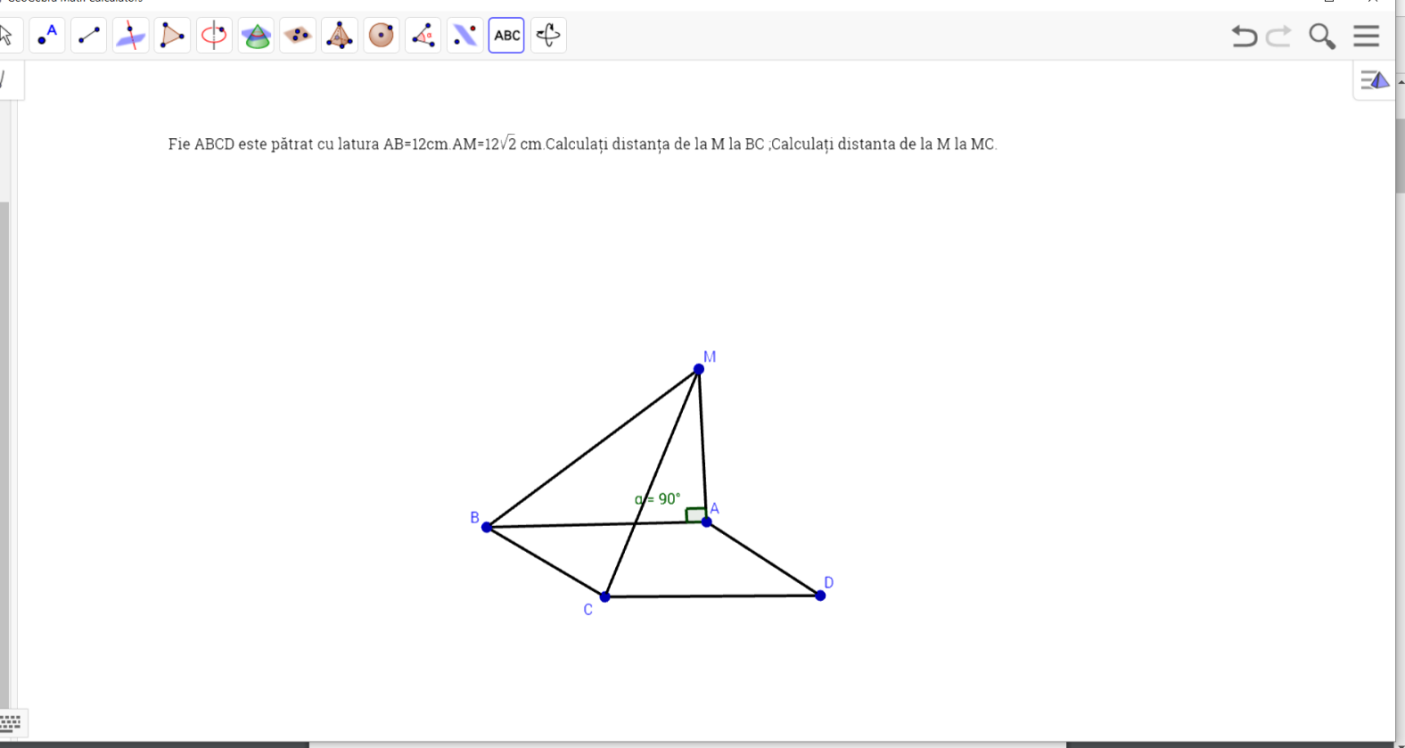 ABC
Fie ABCD este pătrat cu latura AB=12cm.AM=12√2 cm.Calculați distanța de la M la BC ;Calculați distanta de la M la MC.
M
α = 90°
A
B
D
C